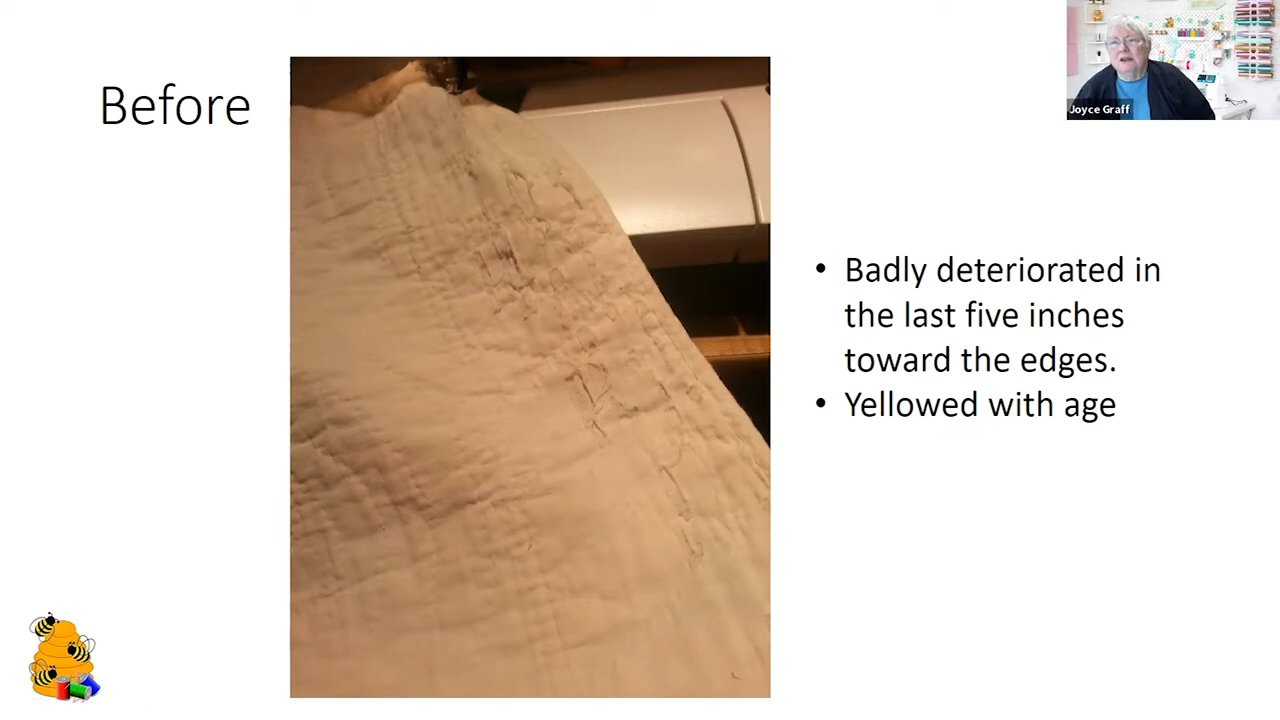 Before
Joyce Graff
• Badly deteriorated in
the last five inches
toward the edges.
• Yellowed with age